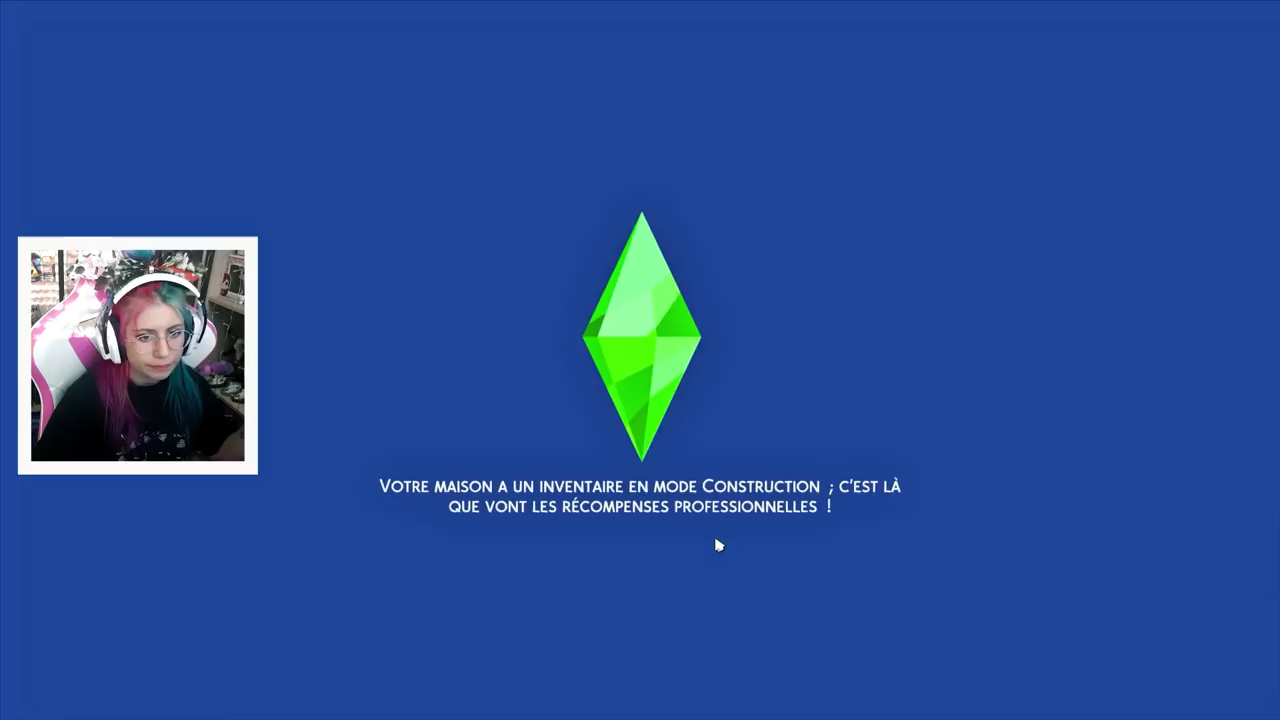 Votre maison a un inventaire en mode Construction ; c'est là
que vont les récompenses professionnelles !